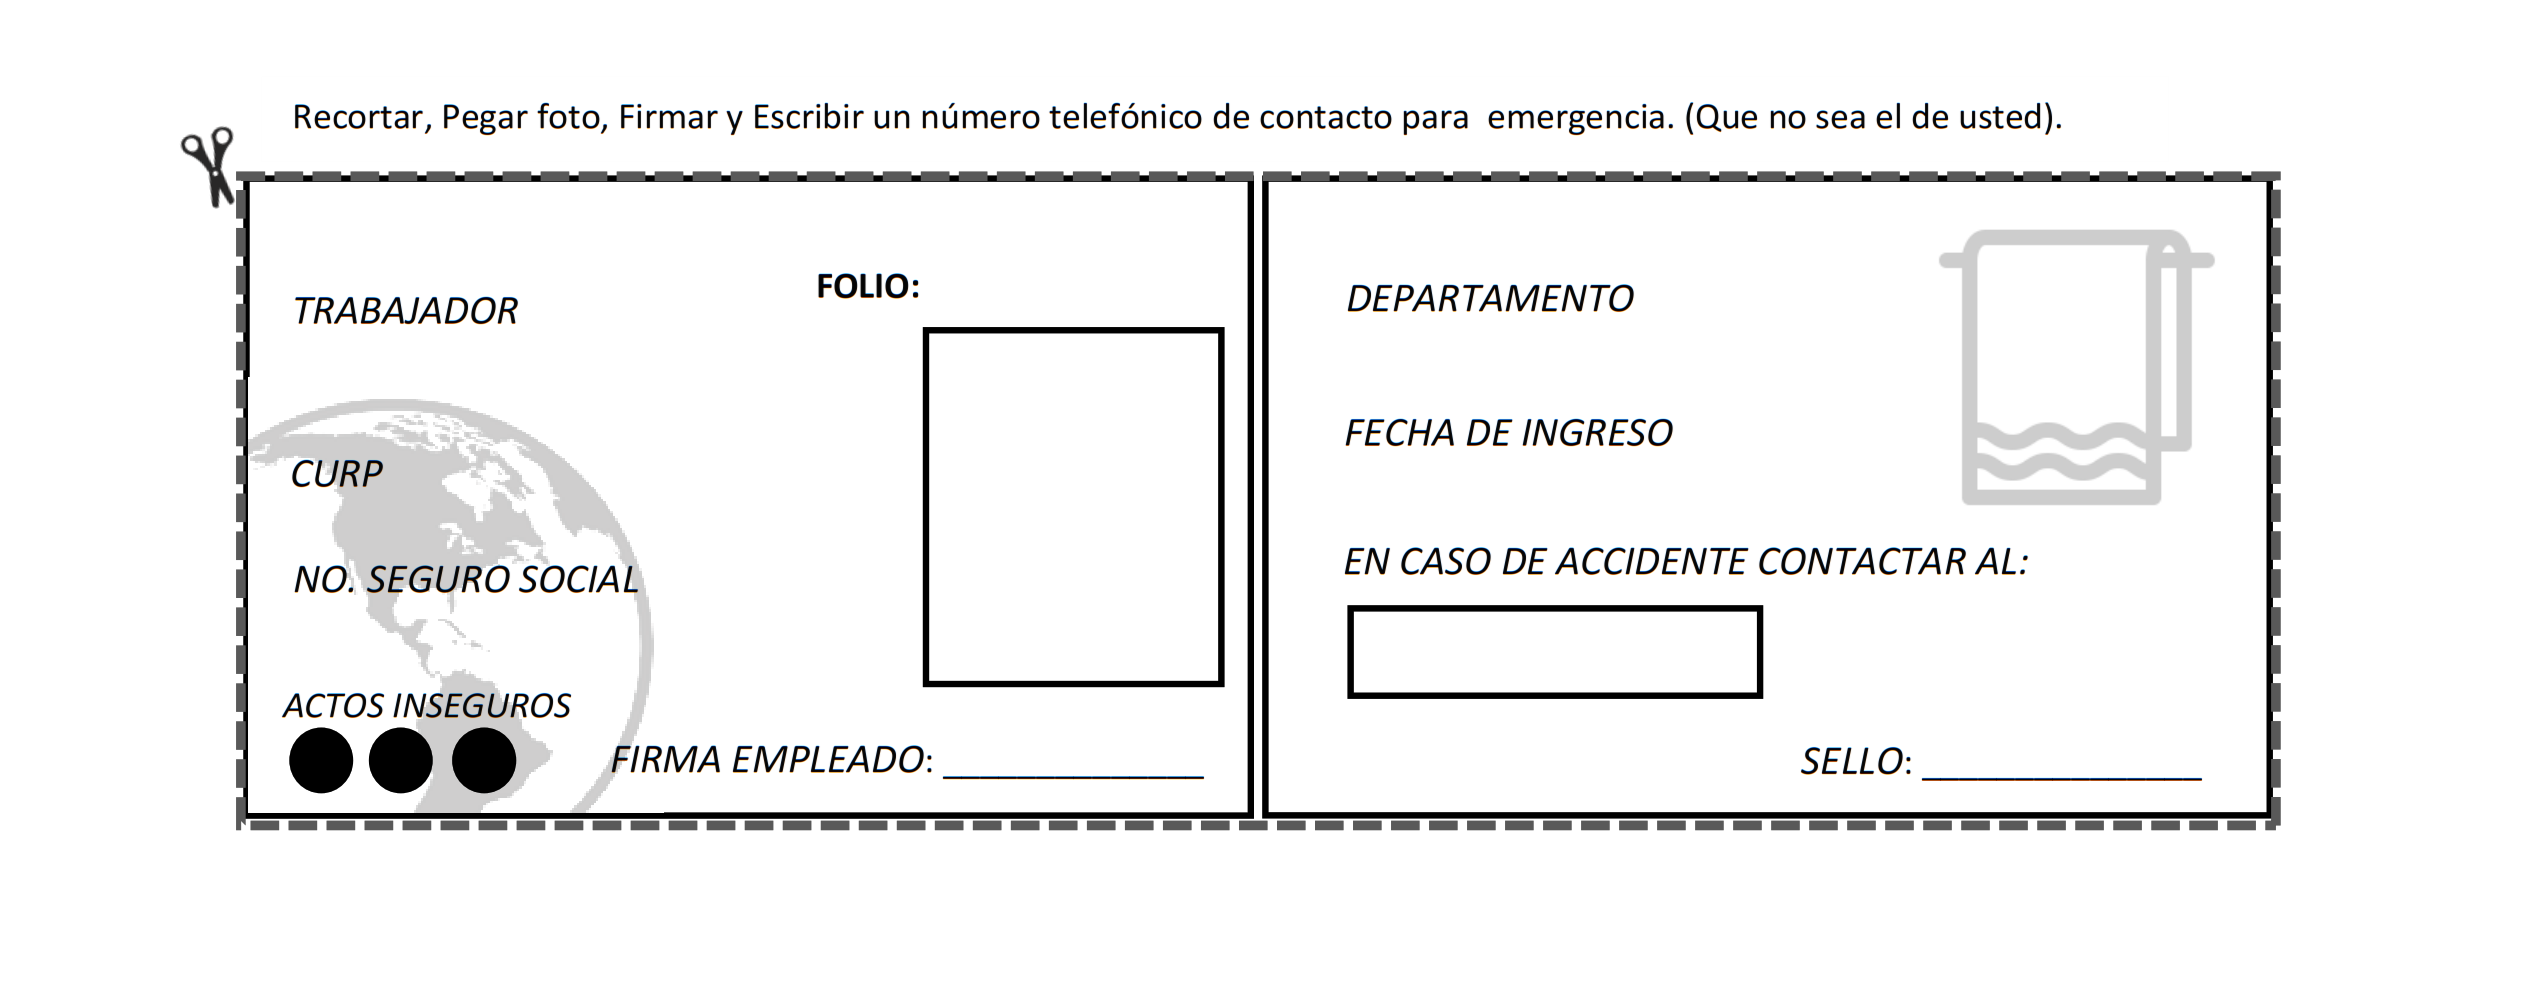 Recortar, Pegar foto, Firmar y Escribir un número telefónico de contacto para  emergencia. (Que no sea el de usted).
FOLIO:
TRABAJADOR
CURP
NO. SEGURO SOCIAL
ACTOS INSEGUROS
FIRMA EMPLEADO: ______________
DEPARTAMENTO
FECHA DE INGRESO
EN CASO DE ACCIDENTE CONTACTAR AL:
SELLO: _______________